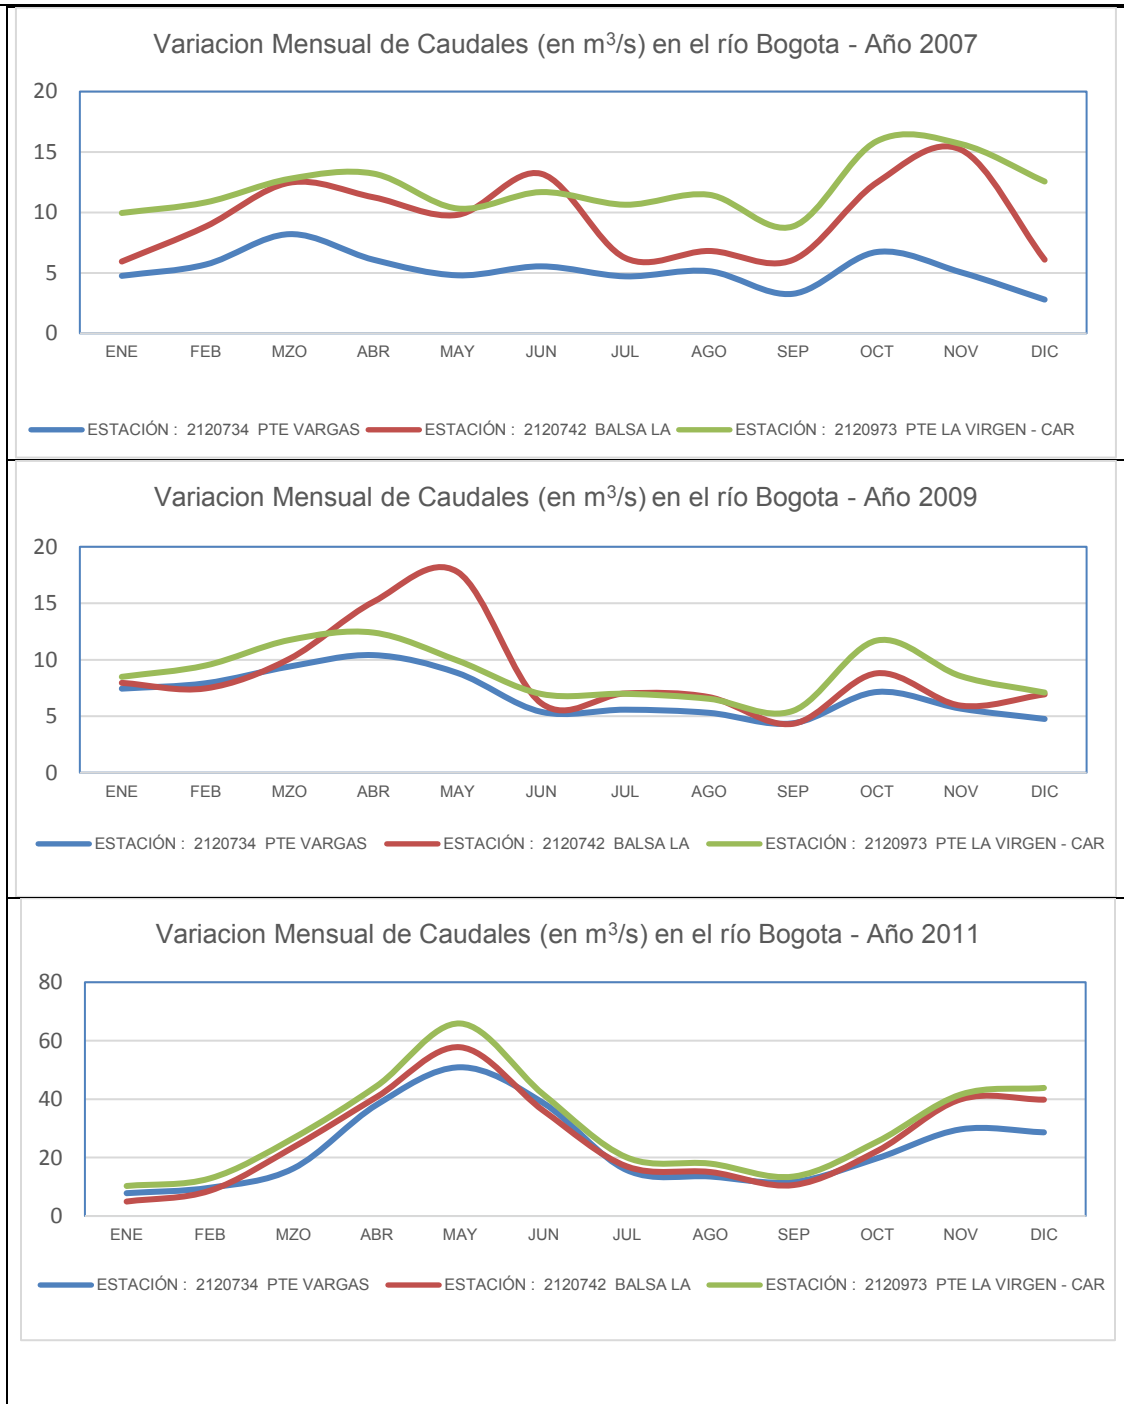 Variacion Mensual de Caudales (en m³/s) en el río Bogota - Año 2007
20
15
10
5
0
ENE FEB MZO ABR MAY JUN JUL AGO SEP OCT NOV DIC
ESTACIÓN : 2120734 PTE VARGAS ESTACIÓN : 2120742 BALSA LA ESTACIÓN : 2120973 PTE LA VIRGEN - CAR
Variacion Mensual de Caudales (en m³/s) en el río Bogota - Año 2009
20
15
10
5
0
ENE FEB MZO ABR MAY JUN JUL AGO SEP OCT NOV DIC
ESTACIÓN : 2120734 PTE VARGAS ESTACIÓN : 2120742 BALSA LA ESTACIÓN : 2120973 PTE LA VIRGEN - CAR
Variacion Mensual de Caudales (en m³/s) en el río Bogota - Año 2011
80
60
40
20
0
ENE FEB MZO ABR MAY JUN JUL AGO SEP OCT NOV DIC
ESTACIÓN : 2120734 PTE VARGAS ESTACIÓN : 2120742 BALSA LA ESTACIÓN : 2120973 PTE LA VIRGEN - CAR